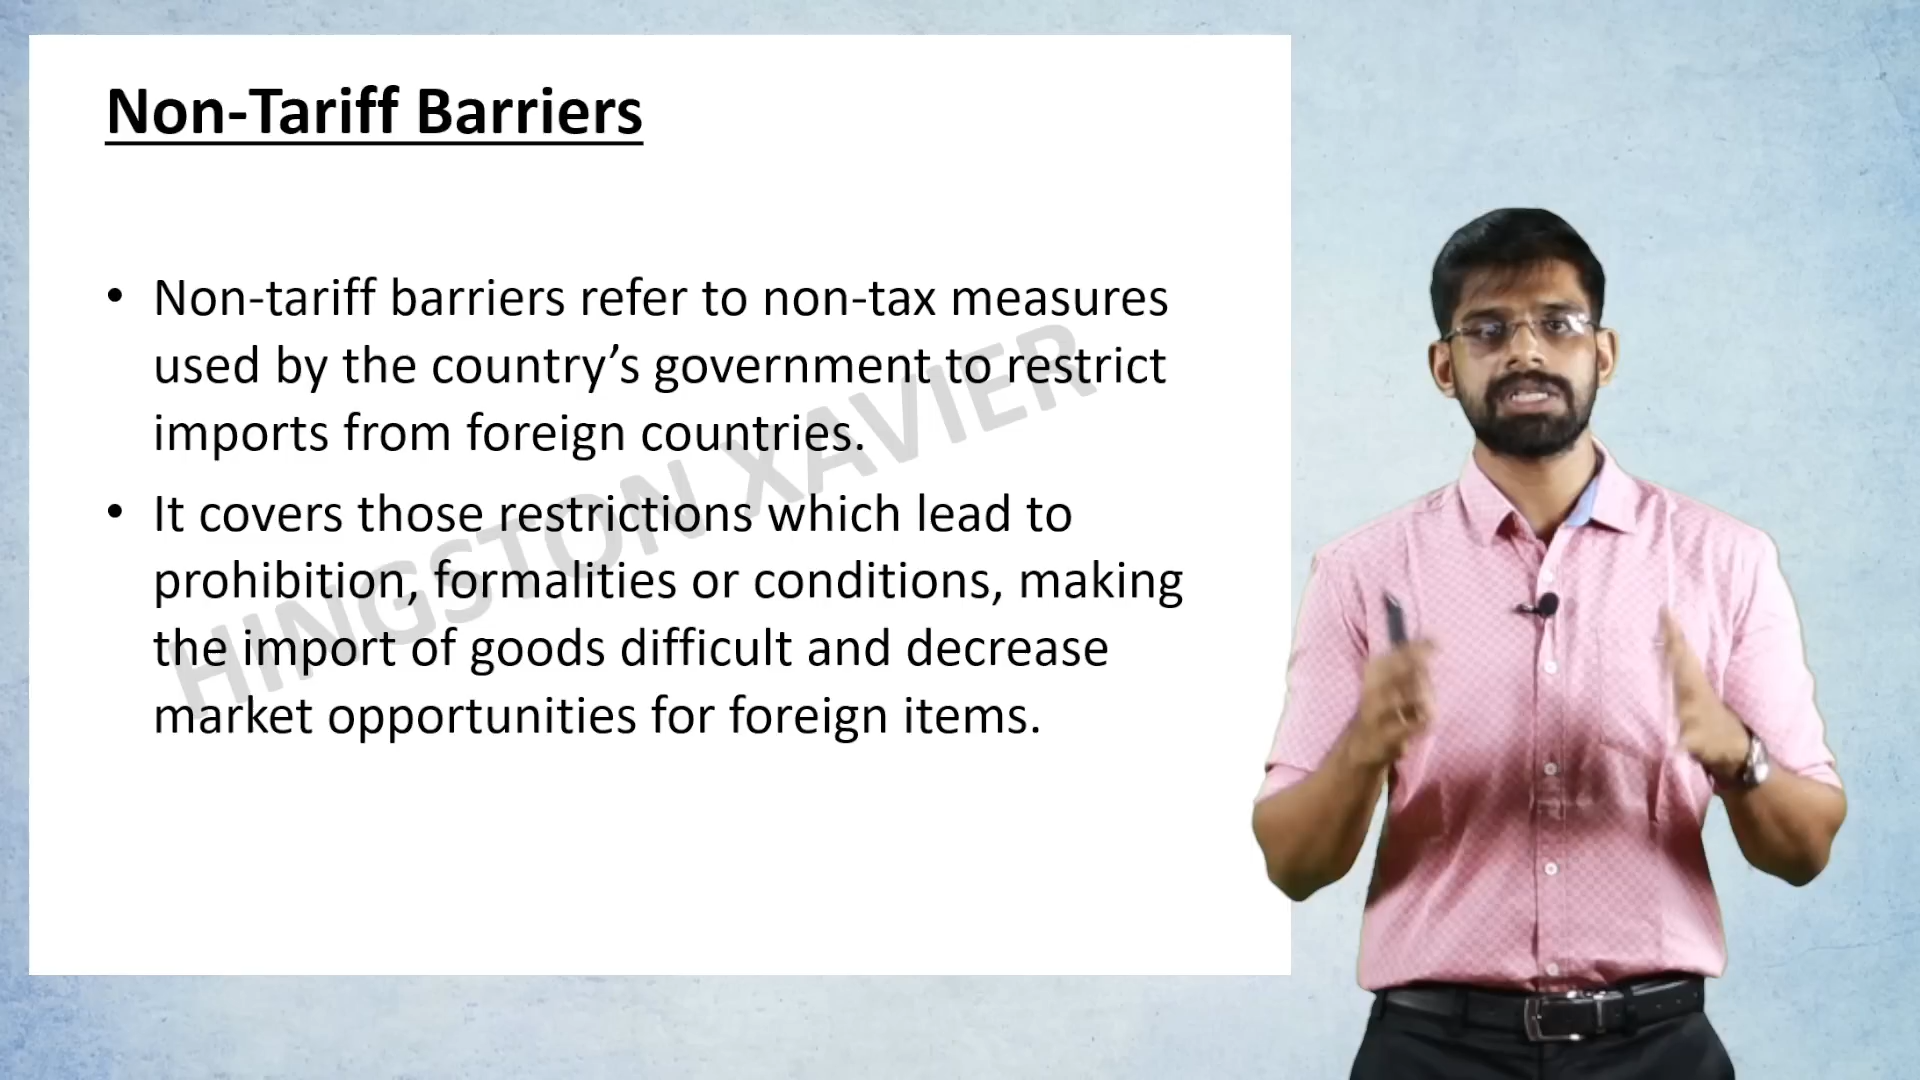 Non-Tariff Barriers
• Non-tariff barriers refer to non-tax measures
used by the country’s government to restrict
imports from foreign countries.
• It covers those restrictions which lead to
prohibition, formalities or conditions, making
the import of goods difficult and decrease
market opportunities for foreign items.
HINGSTON XAVIER